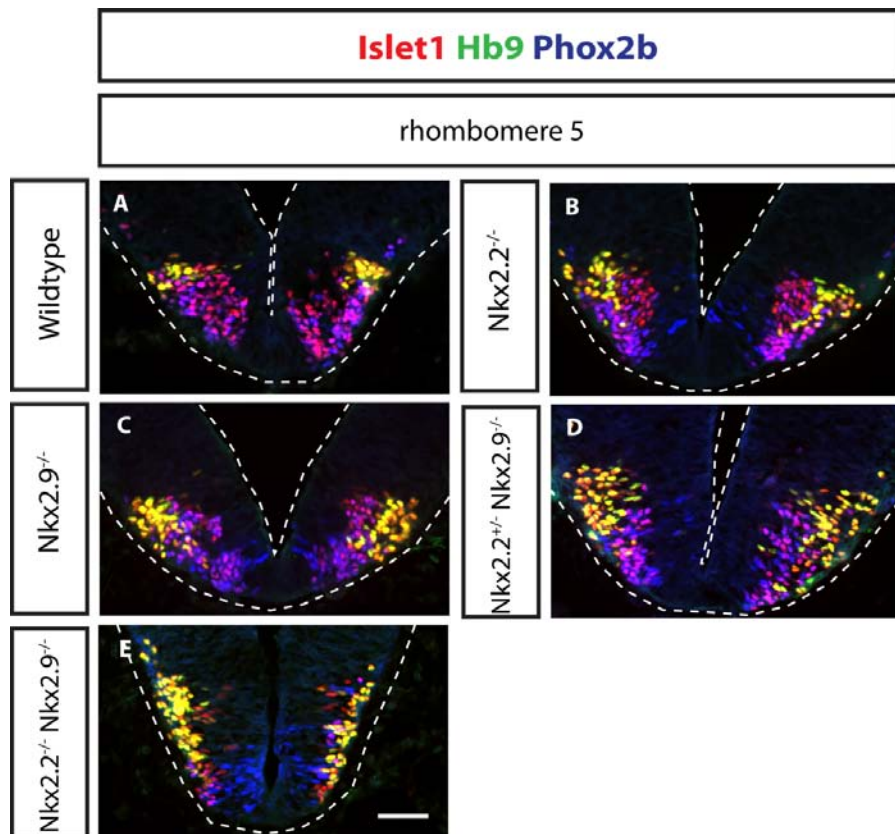 Islet1 Hb9 Phox2b
rhombomere 5
Wildtype
A
Nkx2.2-/-
B
Nkx2.9-/-
C
Nkx2.2+/- Nkx2.9-/-
D
Nkx2.2-/- Nkx2.9-/-
E